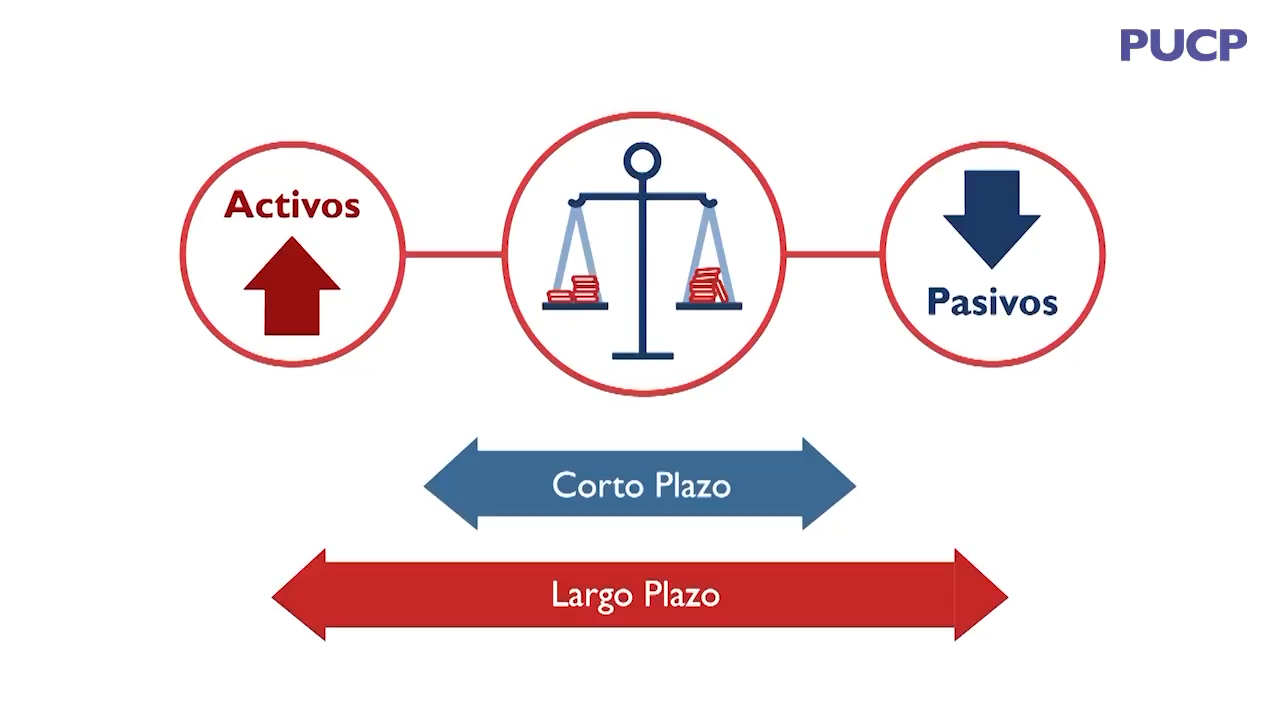 PUCP
Activos
Pasivos
Corto Plazo
Largo Plazo